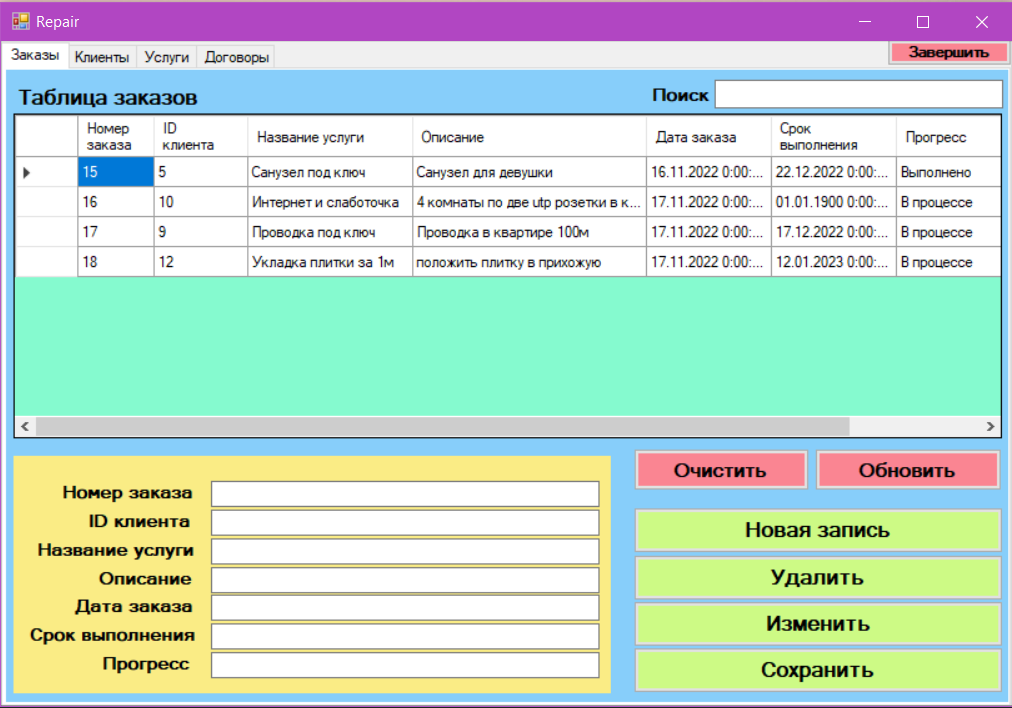 Repair
Заказы Клиенты Услуги Договоры Завершить
Таблица заказов Поиск
Номер заказа ID клиента Название услуги Описание Дата заказа Срок выполнения Прогресс
15 5 Санузел под ключ Санузел для девушки 16.11.2022 0:00:... 22.12.2022 0:00:... Выполнено
16 10 Интернет и слаботочка 4 комнаты по две utp розетки в к... 17.11.2022 0:00:... 01.01.1900 0:00:... В процессе
17 9 Проводка под ключ Проводка в квартире 100м 17.11.2022 0:00:... 17.12.2022 0:00:... В процессе
18 12 Укладка плитки за 1м положить плитку в прихожую 17.11.2022 0:00:... 12.01.2023 0:00:... В процессе
Очистить Обновить
Номер заказа
ID клиента
Название услуги
Описание
Дата заказа
Срок выполнения
Прогресс
Новая запись
Удалить
Изменить
Сохранить